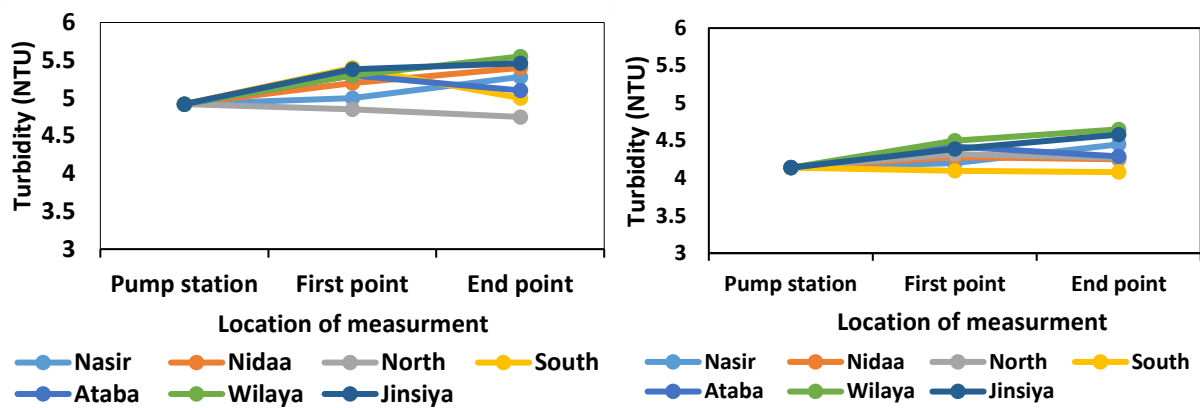 Turbidity (NTU)
6
5.5
5
4.5
4
3.5
3
Pump station First point End point
Location of measurment
Nasir Nidaa North South
Ataba Wilaya Jinsiya
Turbidity (NTU)
6
5.5
5
4.5
4
3.5
3
Pump station First point End point
Location of measurment
Nasir Nidaa North South
Ataba Wilaya Jinsiya